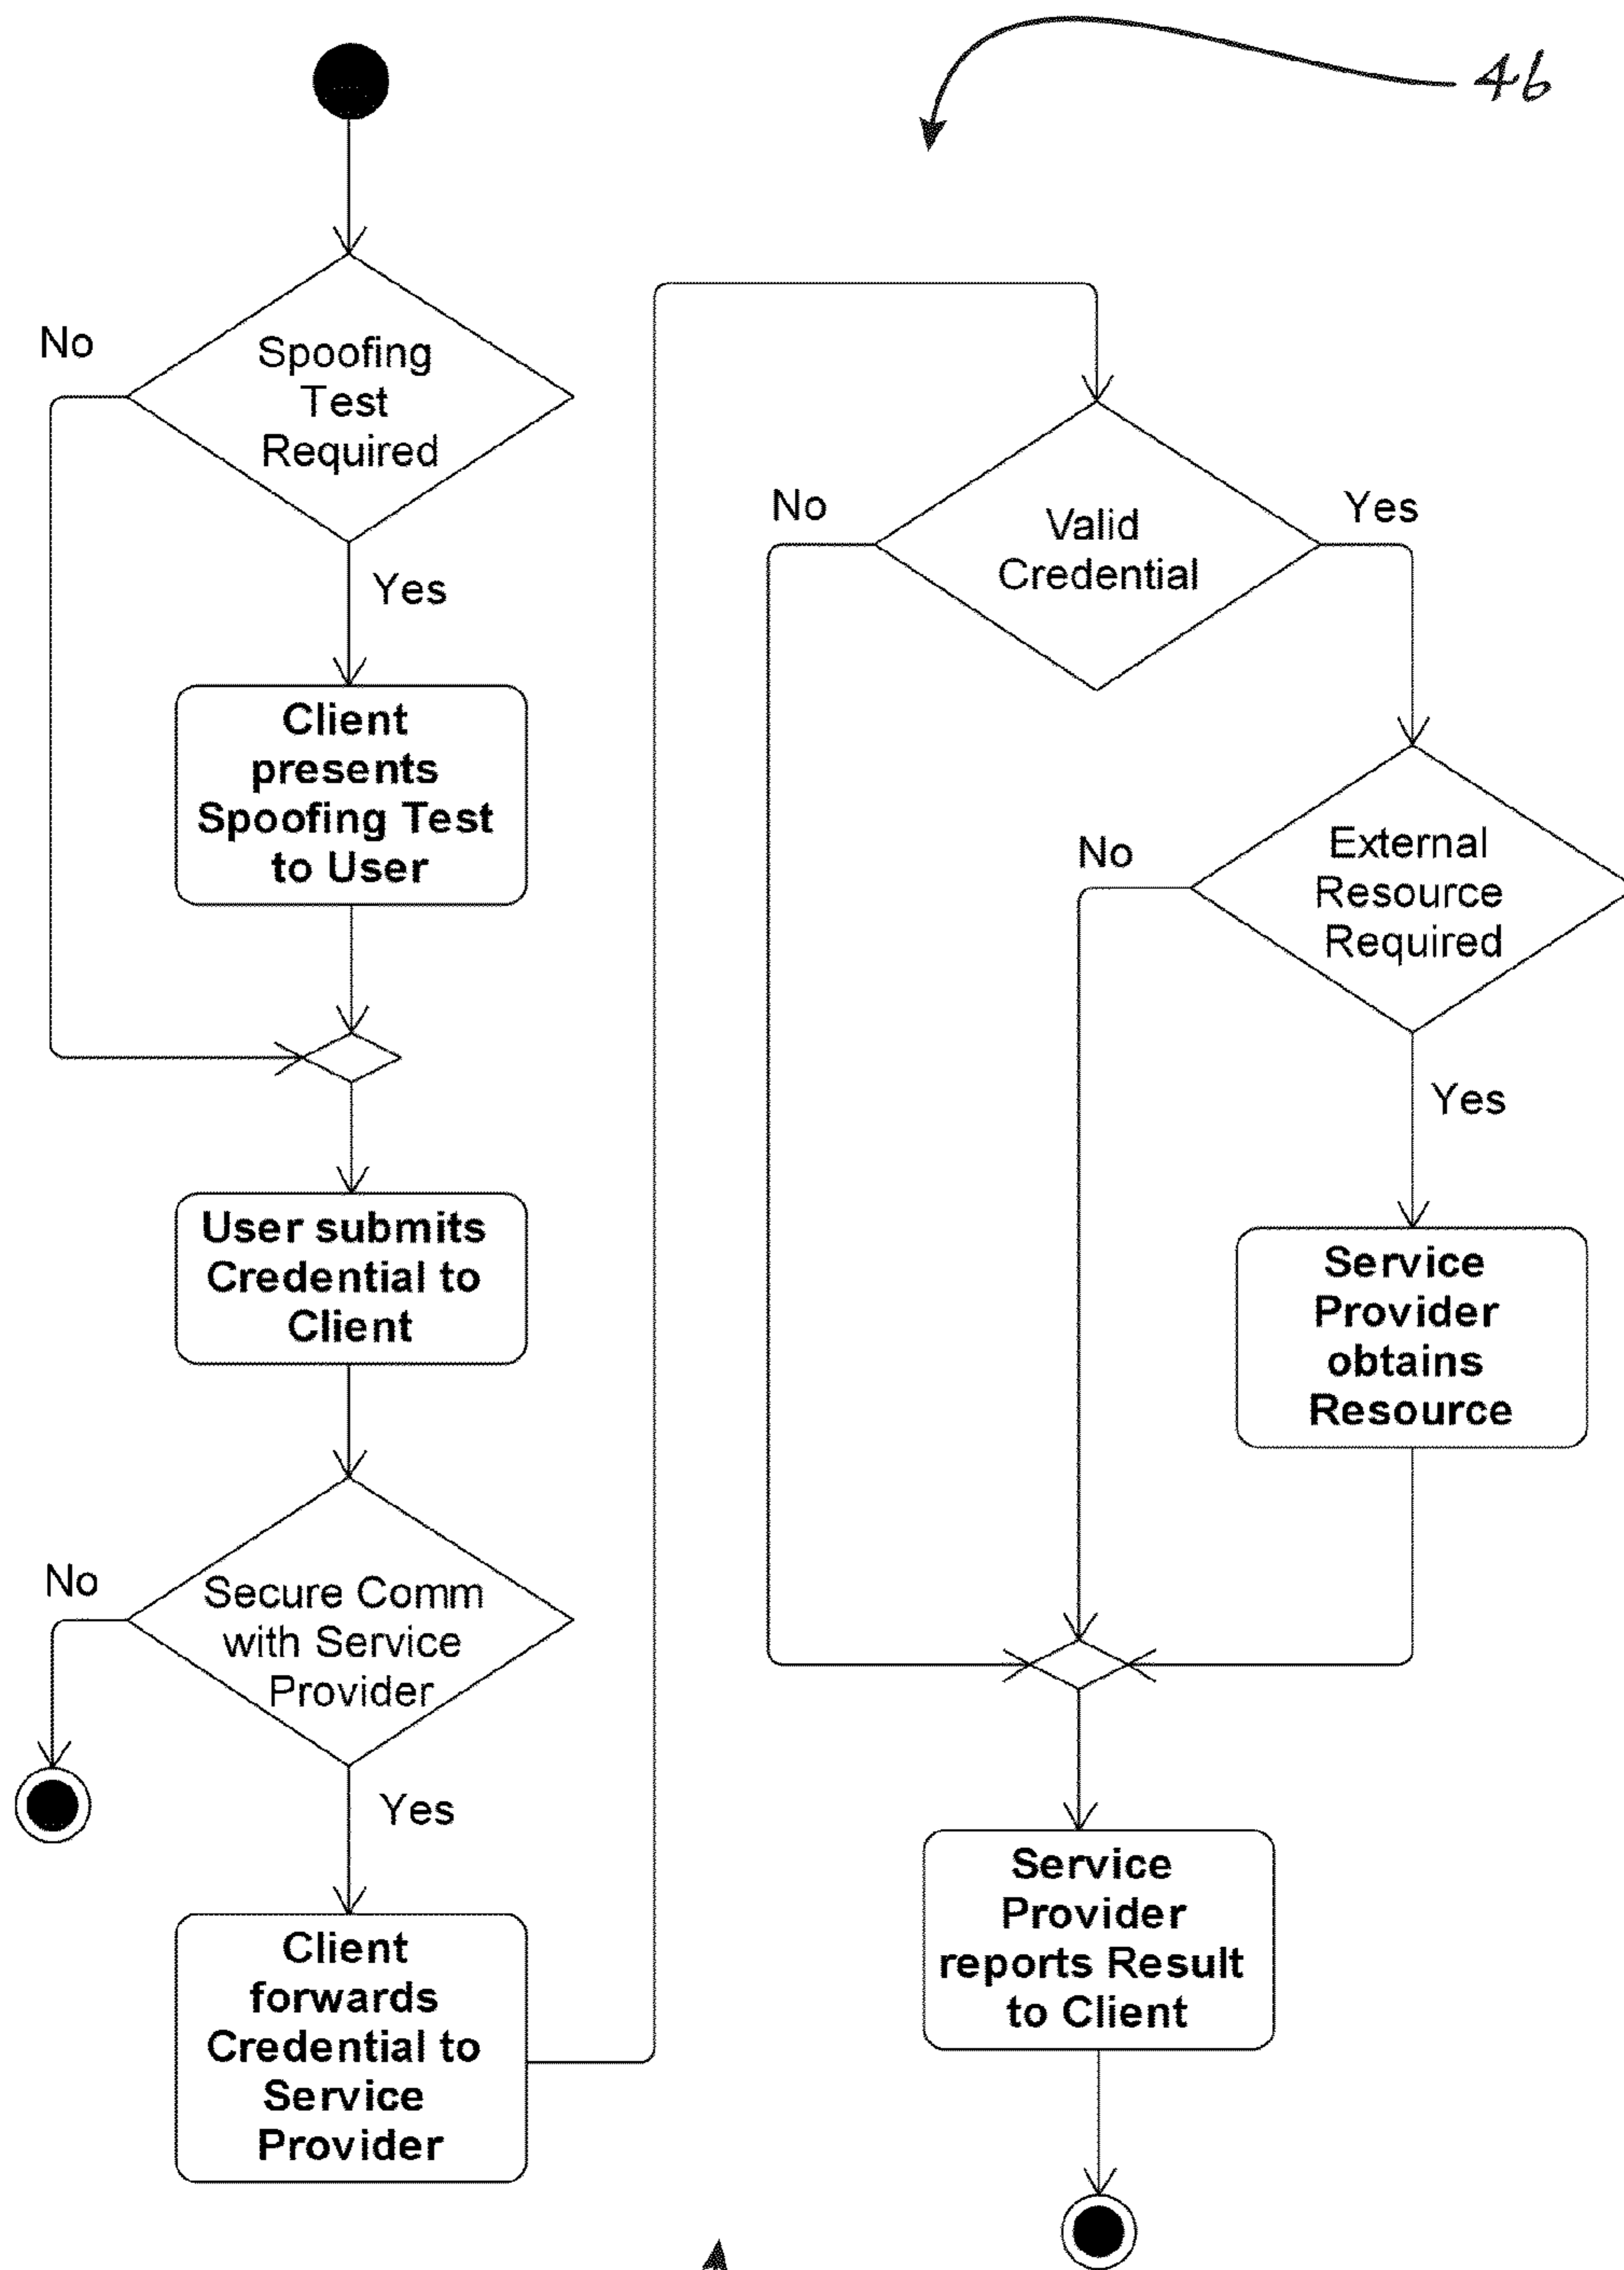 46
No
Spoofing
Test
Required
Yes
Client
presents
Spoofing Test
to User
User submits
Credential to
Client
No
Secure Comm
with Service
Provider
Yes
Client
forwards
Credential to
Service
Provider
No
Valid
Credential
Yes
No
External
Resource
Required
Yes
Service
Provider
obtains
Resource
Service
Provider
reports Result
to Client